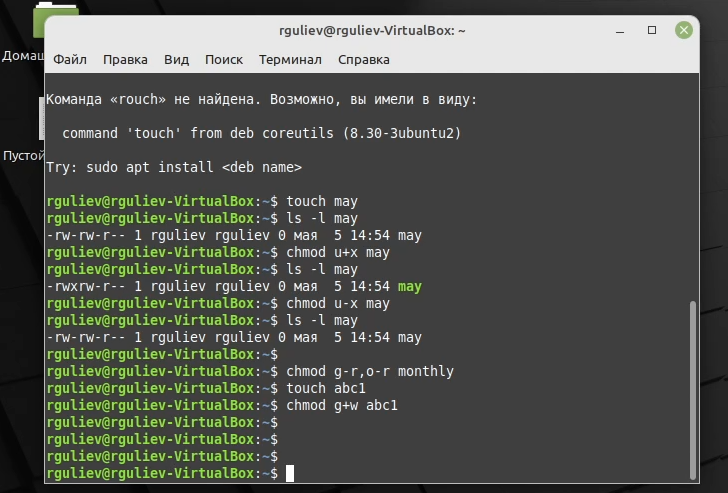 rguliev@rguliev-VirtualBox: ~
Файл Правка Вид Поиск Терминал Справка
Команда «rouch» не найдена. Возможно, вы имели в виду:
command 'touch' from deb coreutils (8.30-3ubuntu2)
Try: sudo apt install <deb name>
rguliev@rguliev-VirtualBox:~$ touch may
rguliev@rguliev-VirtualBox:~$ ls -l may
-rw-rw-r-- 1 rguliev rguliev 0 мая  5 14:54 may
rguliev@rguliev-VirtualBox:~$ chmod u+x may
rguliev@rguliev-VirtualBox:~$ ls -l may
-rwxrw-r-- 1 rguliev rguliev 0 мая  5 14:54 may
rguliev@rguliev-VirtualBox:~$ chmod u-x may
rguliev@rguliev-VirtualBox:~$ ls -l may
-rw-rw-r-- 1 rguliev rguliev 0 мая  5 14:54 may
rguliev@rguliev-VirtualBox:~$
rguliev@rguliev-VirtualBox:~$ chmod g-r,o-r monthly
rguliev@rguliev-VirtualBox:~$ touch abc1
rguliev@rguliev-VirtualBox:~$ chmod g+w abc1
rguliev@rguliev-VirtualBox:~$
rguliev@rguliev-VirtualBox:~$
rguliev@rguliev-VirtualBox:~$
rguliev@rguliev-VirtualBox:~$
Пустой